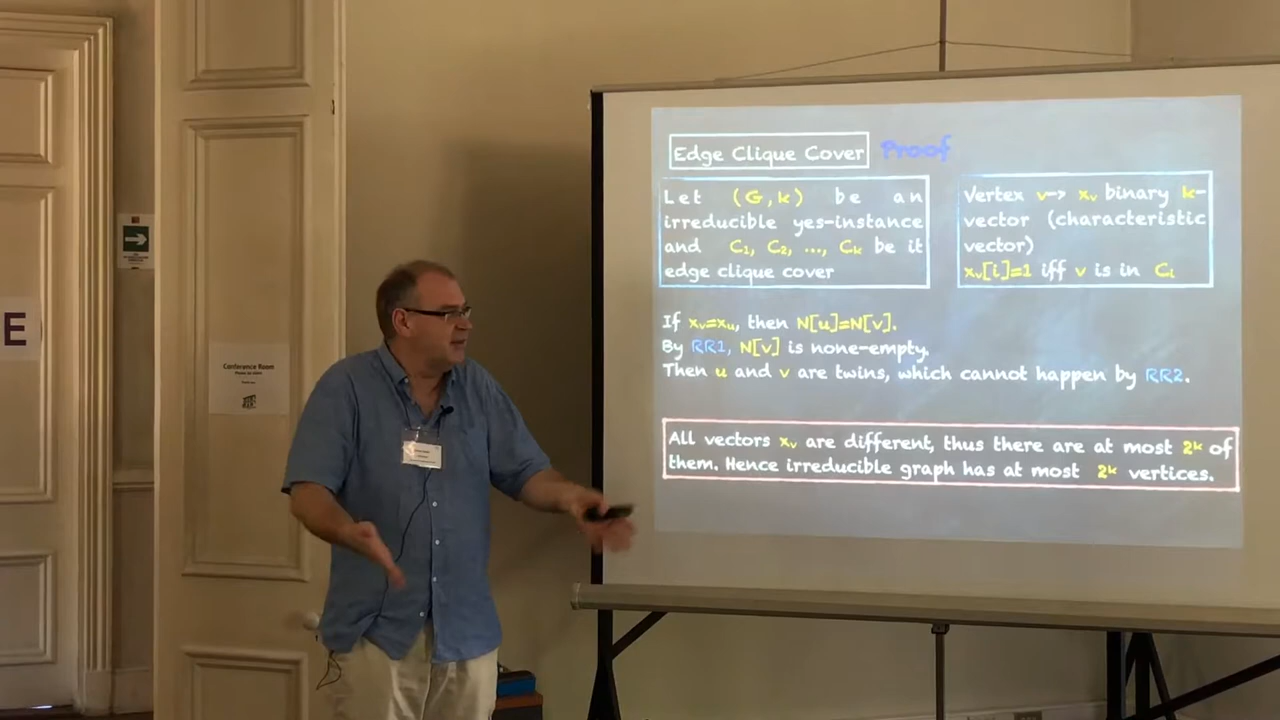 E
Conference Room
Edge Clique Cover
Proof
Let (G,k) be an
irreducible yes-instance
and C₁, C₂, ..., Cₖ be it
edge clique cover
Vertex v-> xᵥ binary k-
vector (characteristic
vector)
xᵥ[i]=1 iff v is in Cᵢ
If xᵥ=xᵤ, then N[u]=N[v].
By RR1, N[v] is none-empty.
Then u and v are twins, which cannot happen by RR2.
All vectors xᵥ are different, thus there are at most 2ᵏ of
them. Hence irreducible graph has at most 2ᵏ vertices.